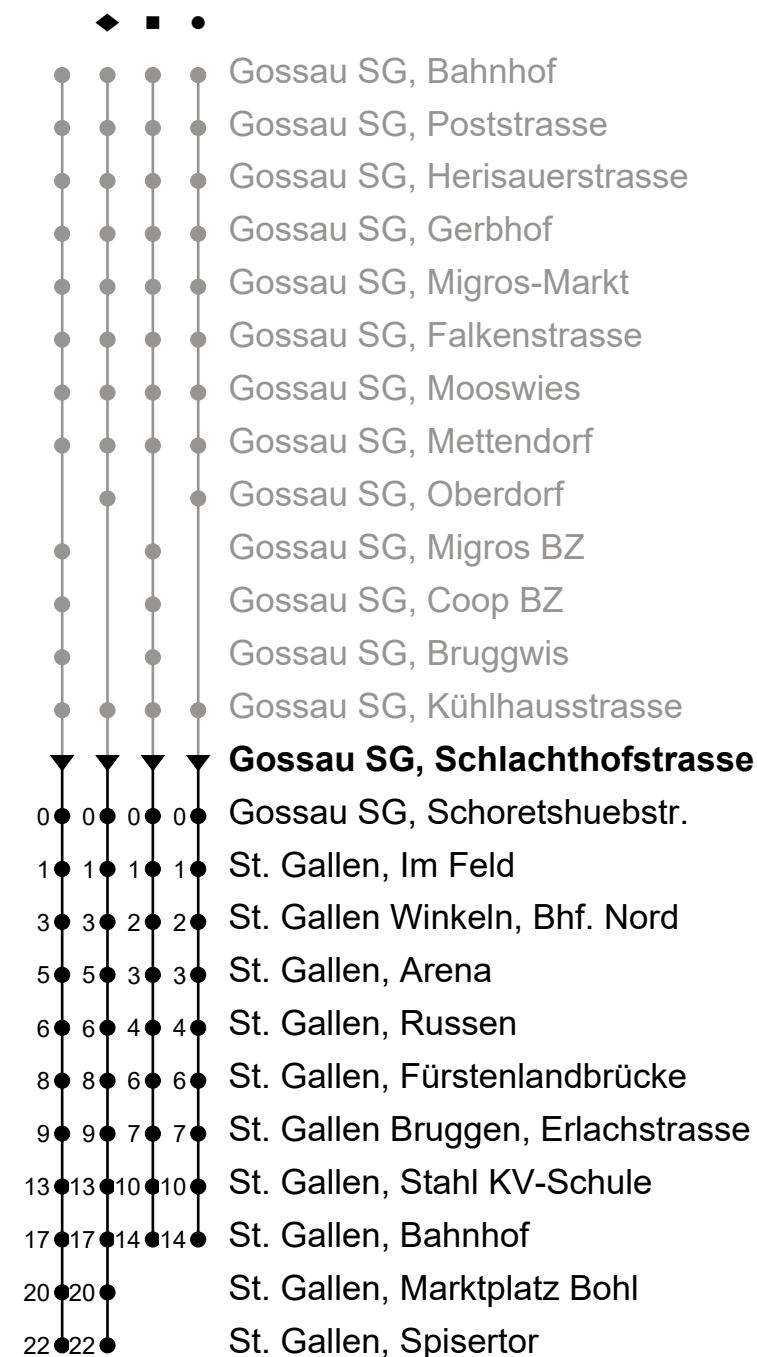 Gossau SG, Bahnhof
Gossau SG, Poststrasse
Gossau SG, Herisauerstrasse
Gossau SG, Gerbhof
Gossau SG, Migros-Markt
Gossau SG, Falkenstrasse
Gossau SG, Mooswies
Gossau SG, Mettendorf
Gossau SG, Oberdorf
Gossau SG, Migros BZ
Gossau SG, Coop BZ
Gossau SG, Bruggwis
Gossau SG, Kühlhausstrasse
Gossau SG, Schlachthofstrasse
0 0 0 0 Gossau SG, Schoretshuebstr.
1 1 1 1 St. Gallen, Im Feld
3 3 2 2 St. Gallen Winkeln, Bhf. Nord
5 5 3 3 St. Gallen, Arena
6 6 4 4 St. Gallen, Russen
8 8 6 6 St. Gallen, Fürstenlandbrücke
9 9 7 7 St. Gallen Bruggen, Erlachstrasse
13 13 10 10 St. Gallen, Stahl KV-Schule
17 17 14 14 St. Gallen, Bahnhof
20 20 St. Gallen, Marktplatz Bohl
22 22 St. Gallen, Spisertor